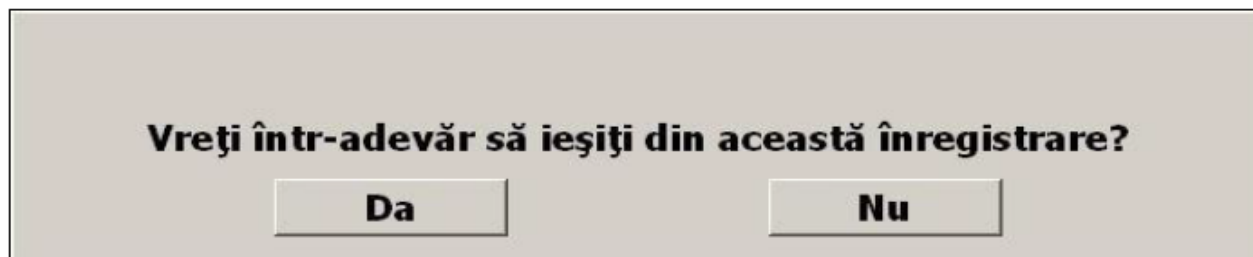 Vreţi într-adevăr să ieşiţi din această înregistrare?
Da Nu